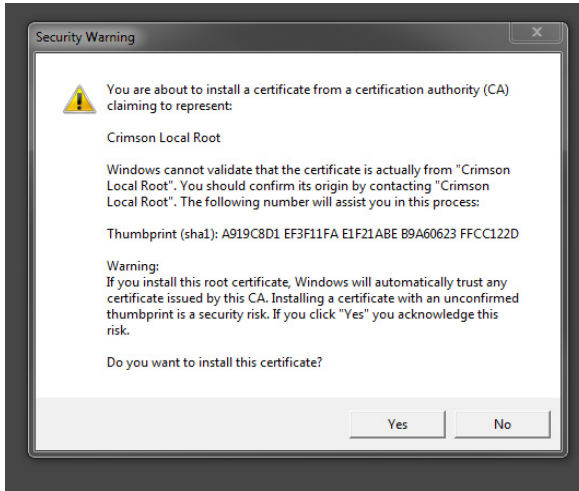 Security Warning
You are about to install a certificate from a certification authority (CA)
claiming to represent:
Crimson Local Root
Windows cannot validate that the certificate is actually from "Crimson
Local Root". You should confirm its origin by contacting "Crimson
Local Root". The following number will assist you in this process:
Thumbprint (sha1): A919C8D1 EF3F11FA E1F21ABE B9A60623 FFCC122D
Warning:
If you install this root certificate, Windows will automatically trust any
certificate issued by this CA. Installing a certificate with an unconfirmed
thumbprint is a security risk. If you click "Yes" you acknowledge this
risk.
Do you want to install this certificate?
Yes No